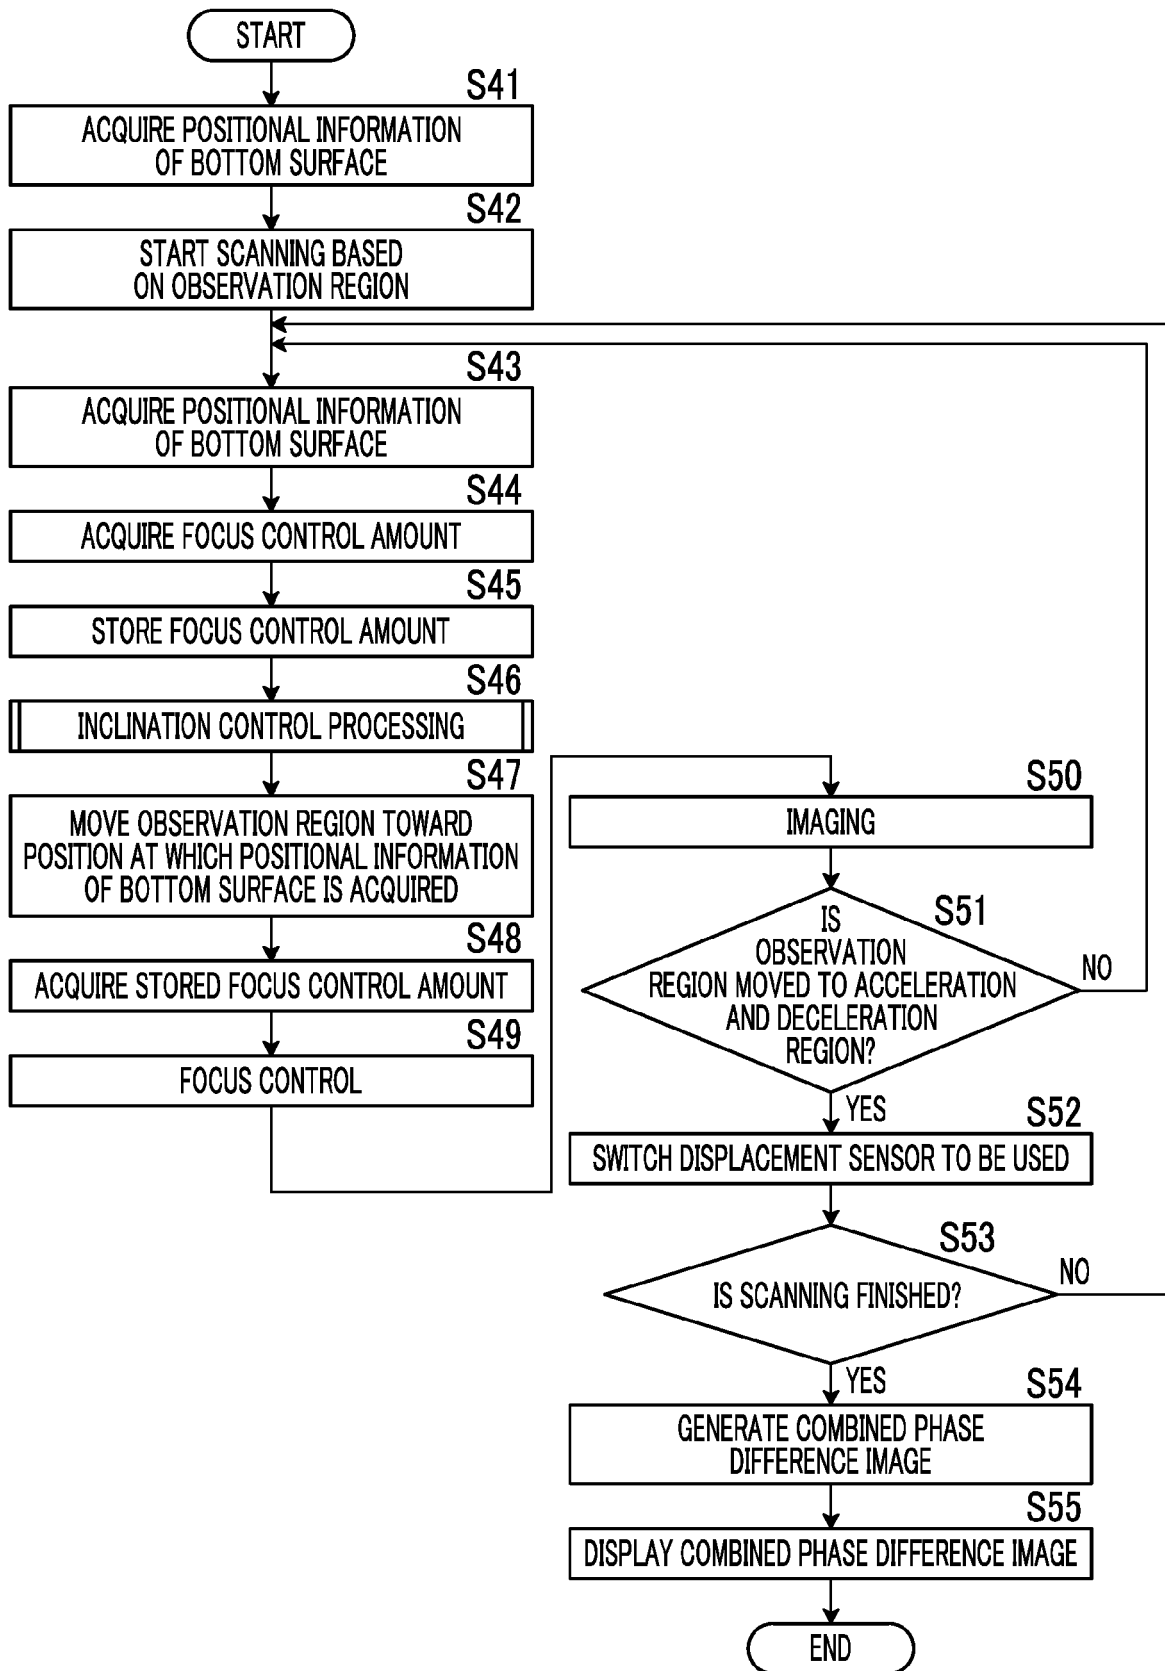 START
S41
ACQUIRE POSITIONAL INFORMATION
OF BOTTOM SURFACE
S42
START SCANNING BASED
ON OBSERVATION REGION
S43
ACQUIRE POSITIONAL INFORMATION
OF BOTTOM SURFACE
S44
ACQUIRE FOCUS CONTROL AMOUNT
S45
STORE FOCUS CONTROL AMOUNT
S46
INCLINATION CONTROL PROCESSING
S47
MOVE OBSERVATION REGION TOWARD
POSITION AT WHICH POSITIONAL INFORMATION
OF BOTTOM SURFACE IS ACQUIRED
S48
ACQUIRE STORED FOCUS CONTROL AMOUNT
S49
FOCUS CONTROL
S50
IMAGING
S51
IS
OBSERVATION
REGION MOVED TO ACCELERATION
AND DECELERATION
REGION?
NO
YES
S52
SWITCH DISPLACEMENT SENSOR TO BE USED
S53
IS SCANNING FINISHED?
NO
YES
S54
GENERATE COMBINED PHASE
DIFFERENCE IMAGE
S55
DISPLAY COMBINED PHASE DIFFERENCE IMAGE
END